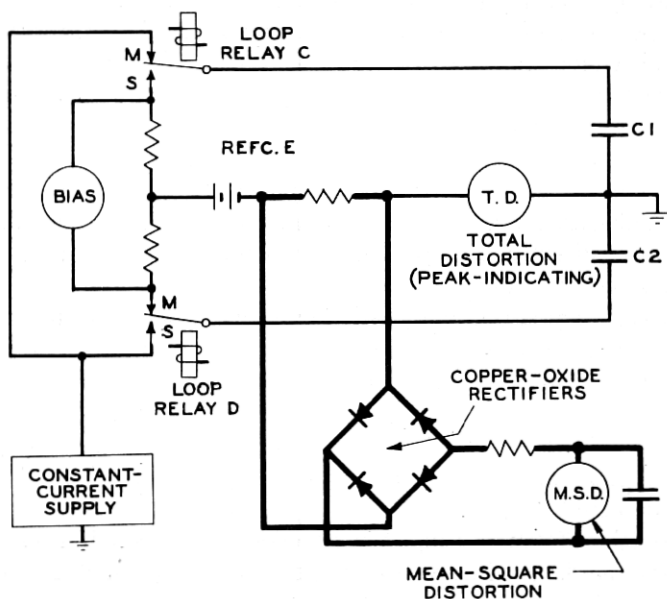 LOOP
RELAY C
M
S
C1
REFC. E
BIAS
T. D.
TOTAL
DISTORTION
(PEAK-INDICATING)
C2
M
S
LOOP
RELAY D
COPPER-OXIDE
RECTIFIERS
CONSTANT-
CURRENT
SUPPLY
M.S.D.
MEAN-SQUARE
DISTORTION